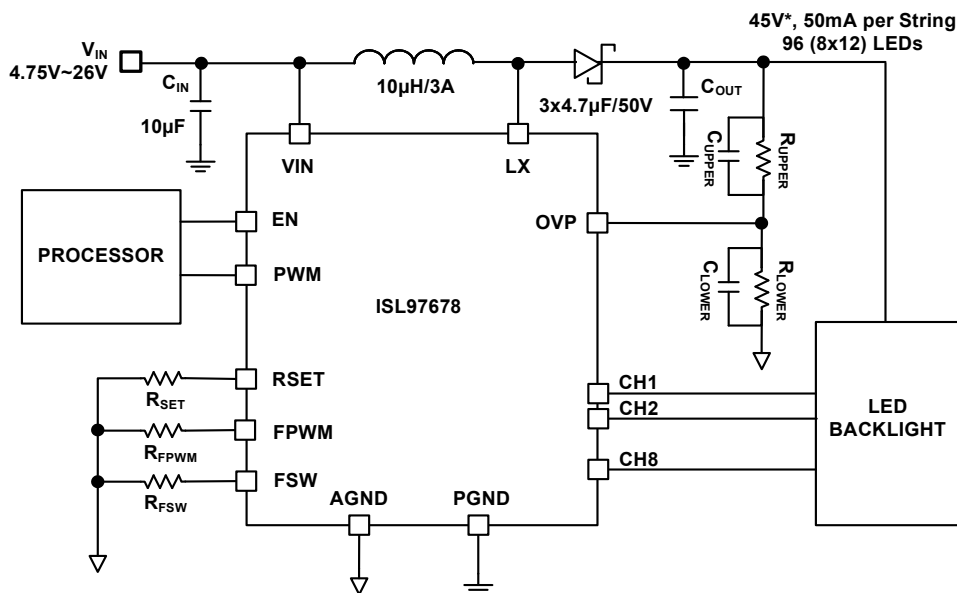 45V*, 50mA per String
96 (8x12) LEDs
VIN
4.75V~26V
CIN
10µF
10µH/3A
3x4.7µF/50V
COUT
CUPPER
RUPPER
VIN
LX
EN
OVP
PROCESSOR
PWM
CLOWER
RLOWER
ISL97678
RSET
RSET
CH1
CH2
LED
BACKLIGHT
FPWM
RFPWM
CH8
FSW
RFSW
AGND
PGND